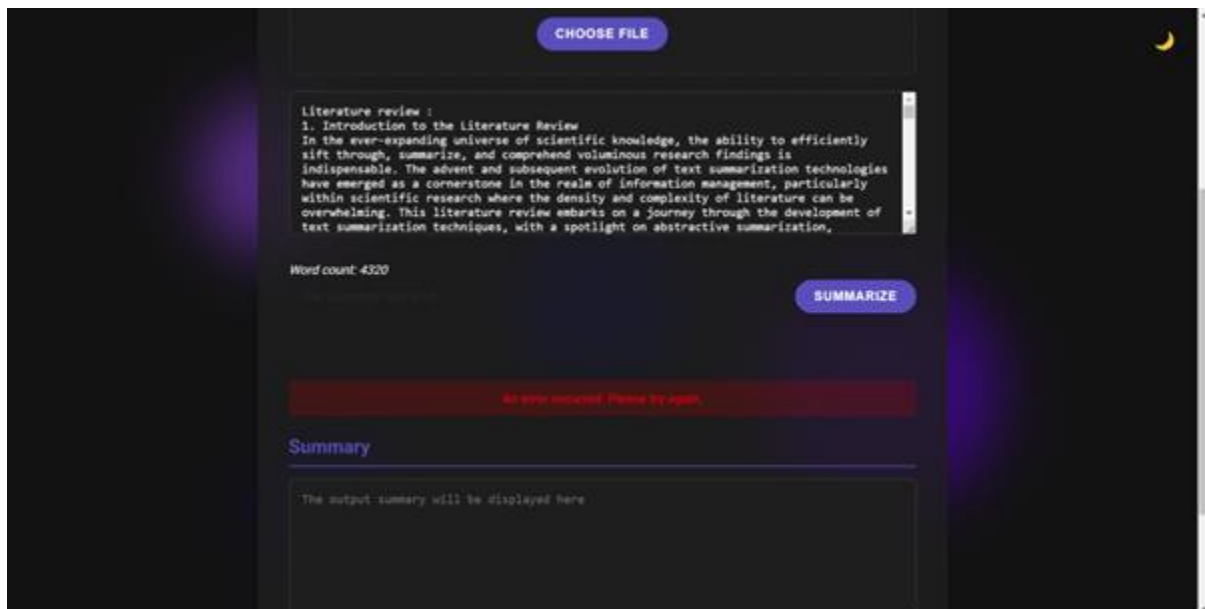 CHOOSE FILE
Literature review :
1. Introduction to the Literature Review
In the ever-expanding universe of scientific knowledge, the ability to efficiently
sift through, summarize, and comprehend voluminous research findings is
indispensable. The advent and subsequent evolution of text summarization technologies
have emerged as a cornerstone in the realm of information management, particularly
within scientific research where the density and complexity of literature can be
overwhelming. This literature review embarks on a journey through the development of
text summarization techniques, with a spotlight on abstractive summarization,
Word count: 4320
SUMMARIZE
An error occurred. Please try again.
Summary
The output summary will be displayed here